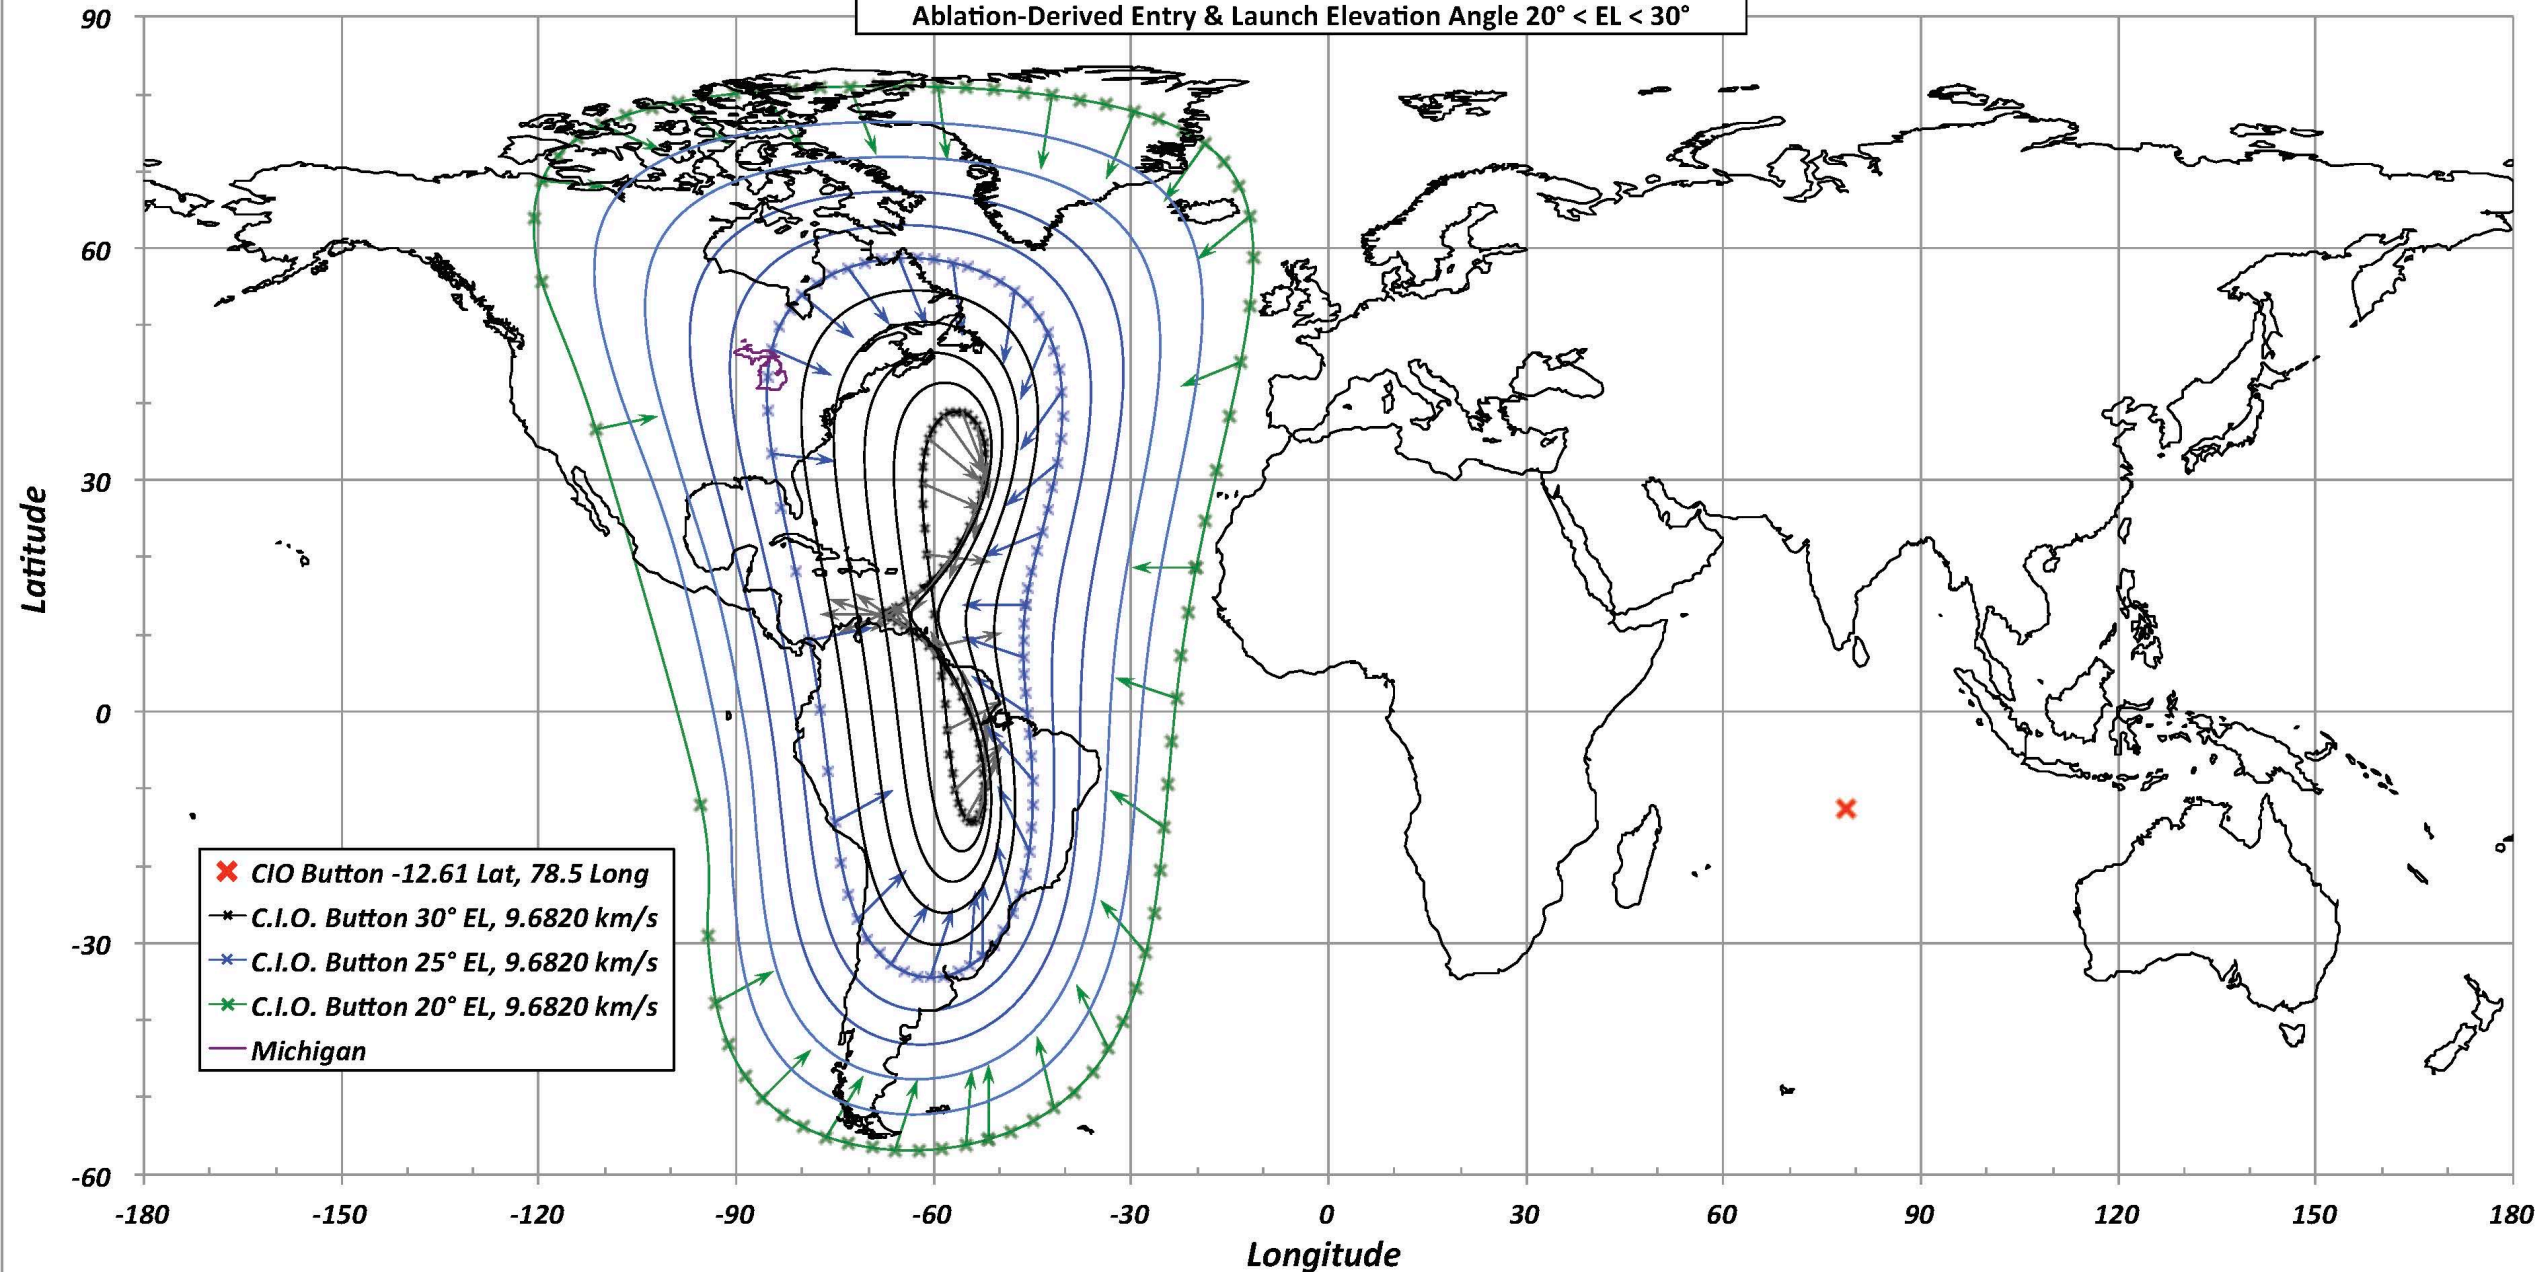 Ablation-Derived Entry & Launch Elevation Angle 20° < EL < 30°
90
60
30
0
-30
-60
Latitude
CIO Button -12.61 Lat, 78.5 Long
C.I.O. Button 30° EL, 9.6820 km/s
C.I.O. Button 25° EL, 9.6820 km/s
C.I.O. Button 20° EL, 9.6820 km/s
Michigan
-180 -150 -120 -90 -60 -30 0 30 60 90 120 150 180
Longitude